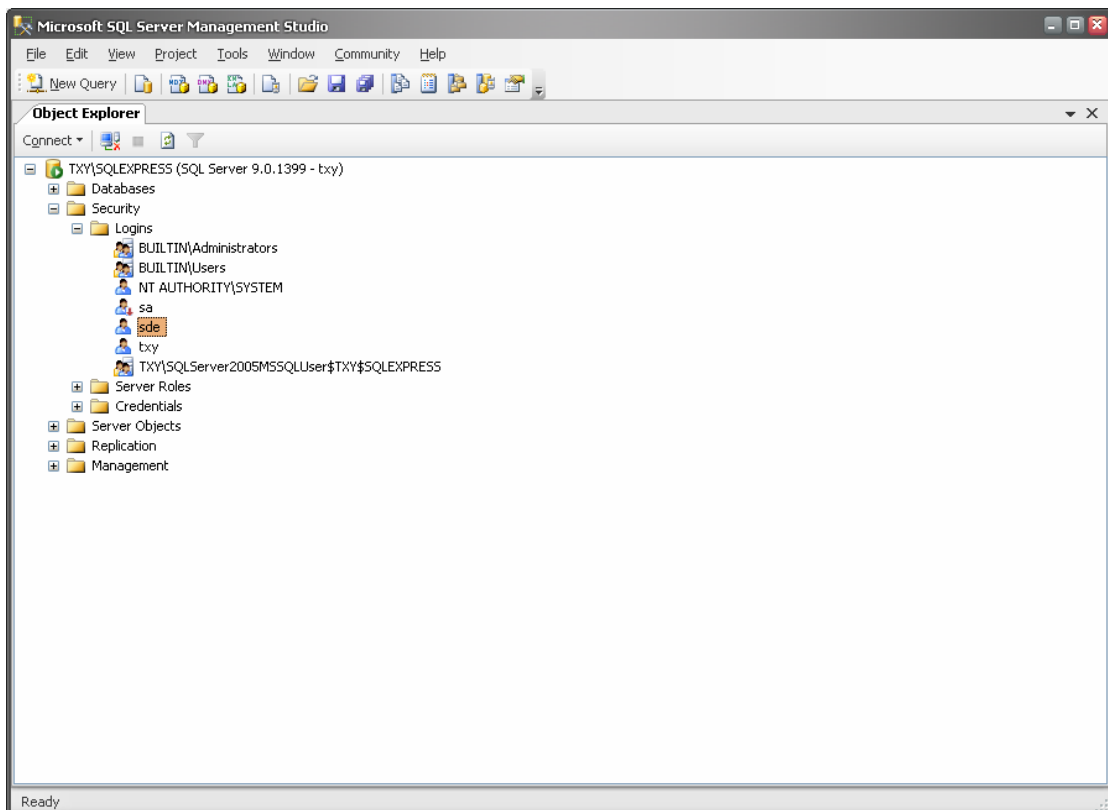 Microsoft SQL Server Management Studio
File Edit View Project Tools Window Community Help
New Query
Object Explorer
Connect
TXY\SQLEXPRESS (SQL Server 9.0.1399 - txy)
Databases
Security
Logins
BUILTIN\Administrators
BUILTIN\Users
NT AUTHORITY\SYSTEM
sa
sde
txy
TXY\SQLServer2005MSSQLUser$TXY$SQLEXPRESS
Server Roles
Credentials
Server Objects
Replication
Management
Ready